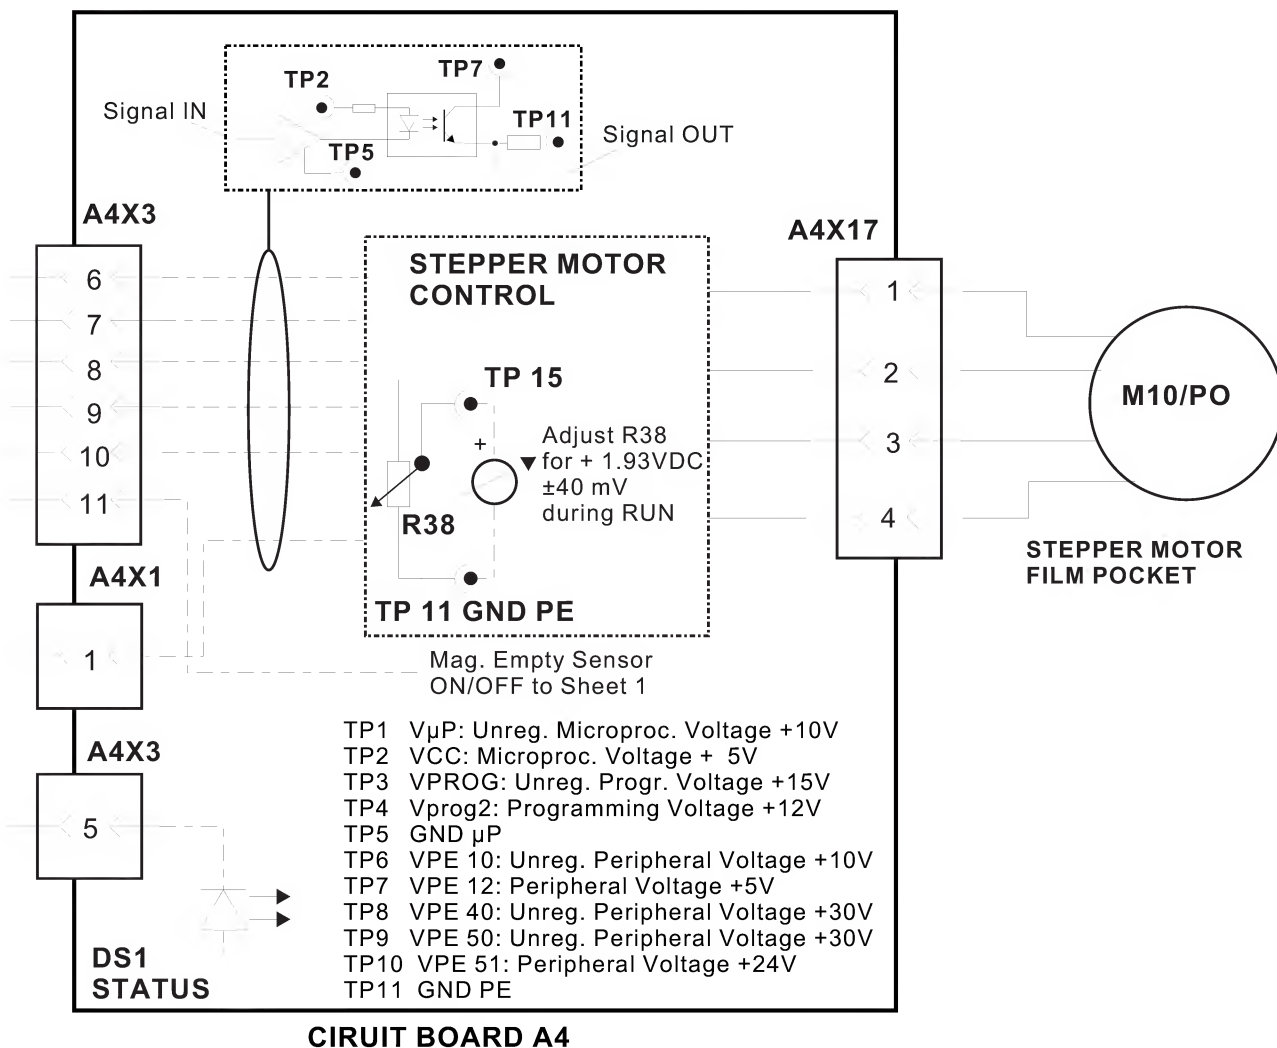 TP7
TP2
Signal IN
TP11
Signal OUT
TP5
A4X3
A4X17
STEPPER MOTOR
CONTROL
6
7
8
9
10
11
1
2
3
4
M10/PO
TP 15
+
Adjust R38
for + 1.93VDC
±40 mV
during RUN
R38
STEPPER MOTOR
FILM POCKET
A4X1
TP 11 GND PE
1
Mag. Empty Sensor
ON/OFF to Sheet 1
A4X3
5
TP1 VµP: Unreg. Microproc. Voltage +10V
TP2 VCC: Microproc. Voltage + 5V
TP3 VPROG: Unreg. Progr. Voltage +15V
TP4 Vprog2: Programming Voltage +12V
TP5 GND µP
TP6 VPE 10: Unreg. Peripheral Voltage +10V
TP7 VPE 12: Peripheral Voltage +5V
TP8 VPE 40: Unreg. Peripheral Voltage +30V
TP9 VPE 50: Unreg. Peripheral Voltage +30V
TP10 VPE 51: Peripheral Voltage +24V
TP11 GND PE
DS1
STATUS
CIRUIT BOARD A4